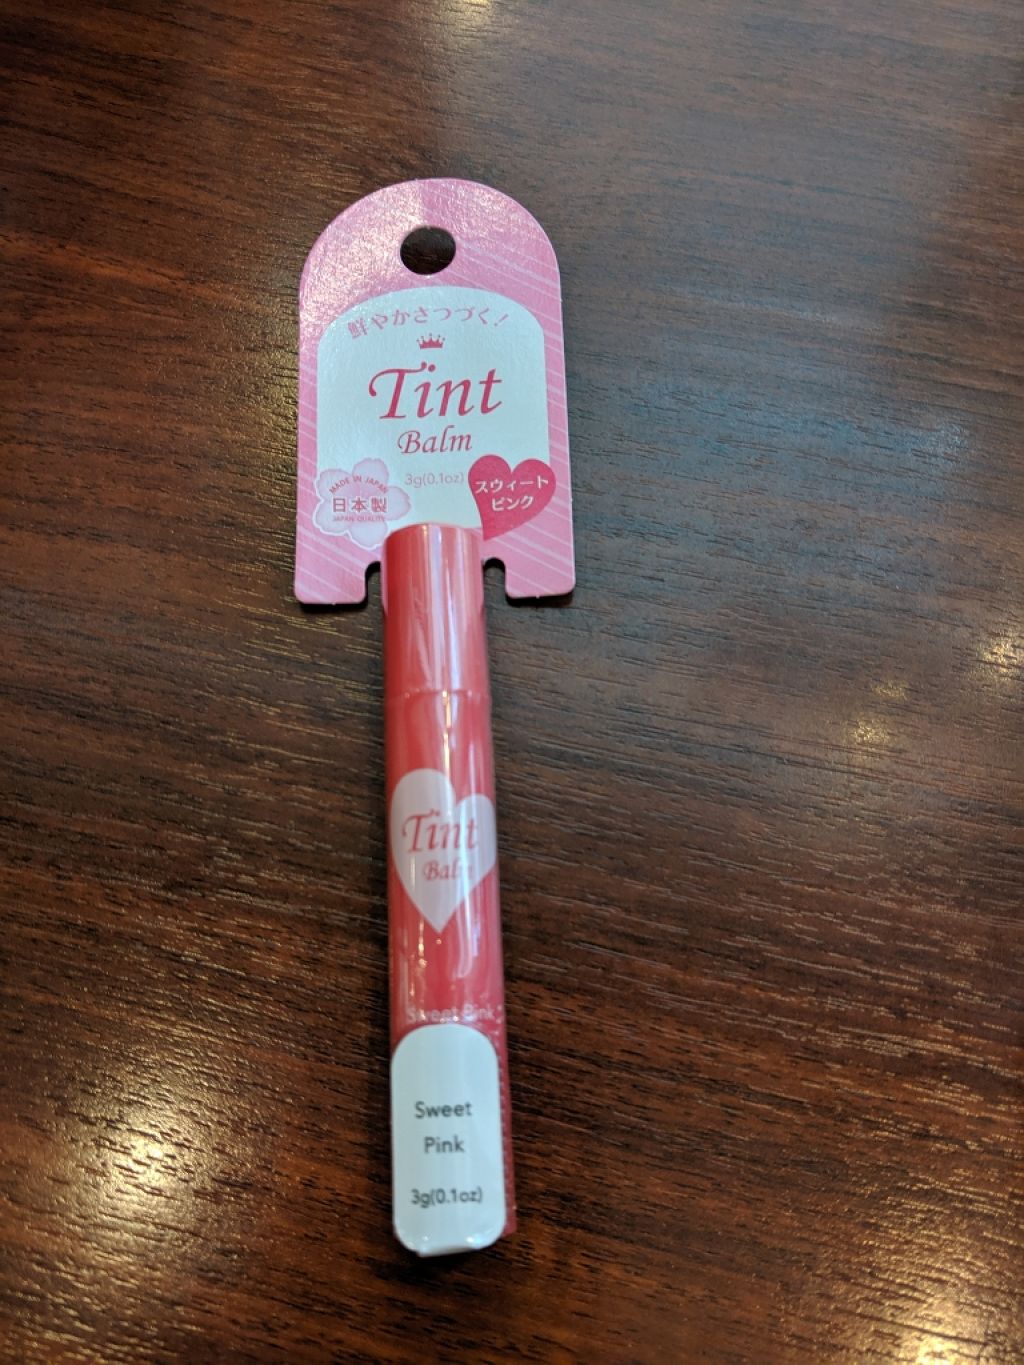 鮮やかさつづく!
Tint
Balm
3g(0.1oz)
MADE IN JAPAN
日本製
JAPAN QUALITY
スウィート
ピンク
Tint
Balm
Sweet Pink
Sweet
Pink
3g(0.1oz)